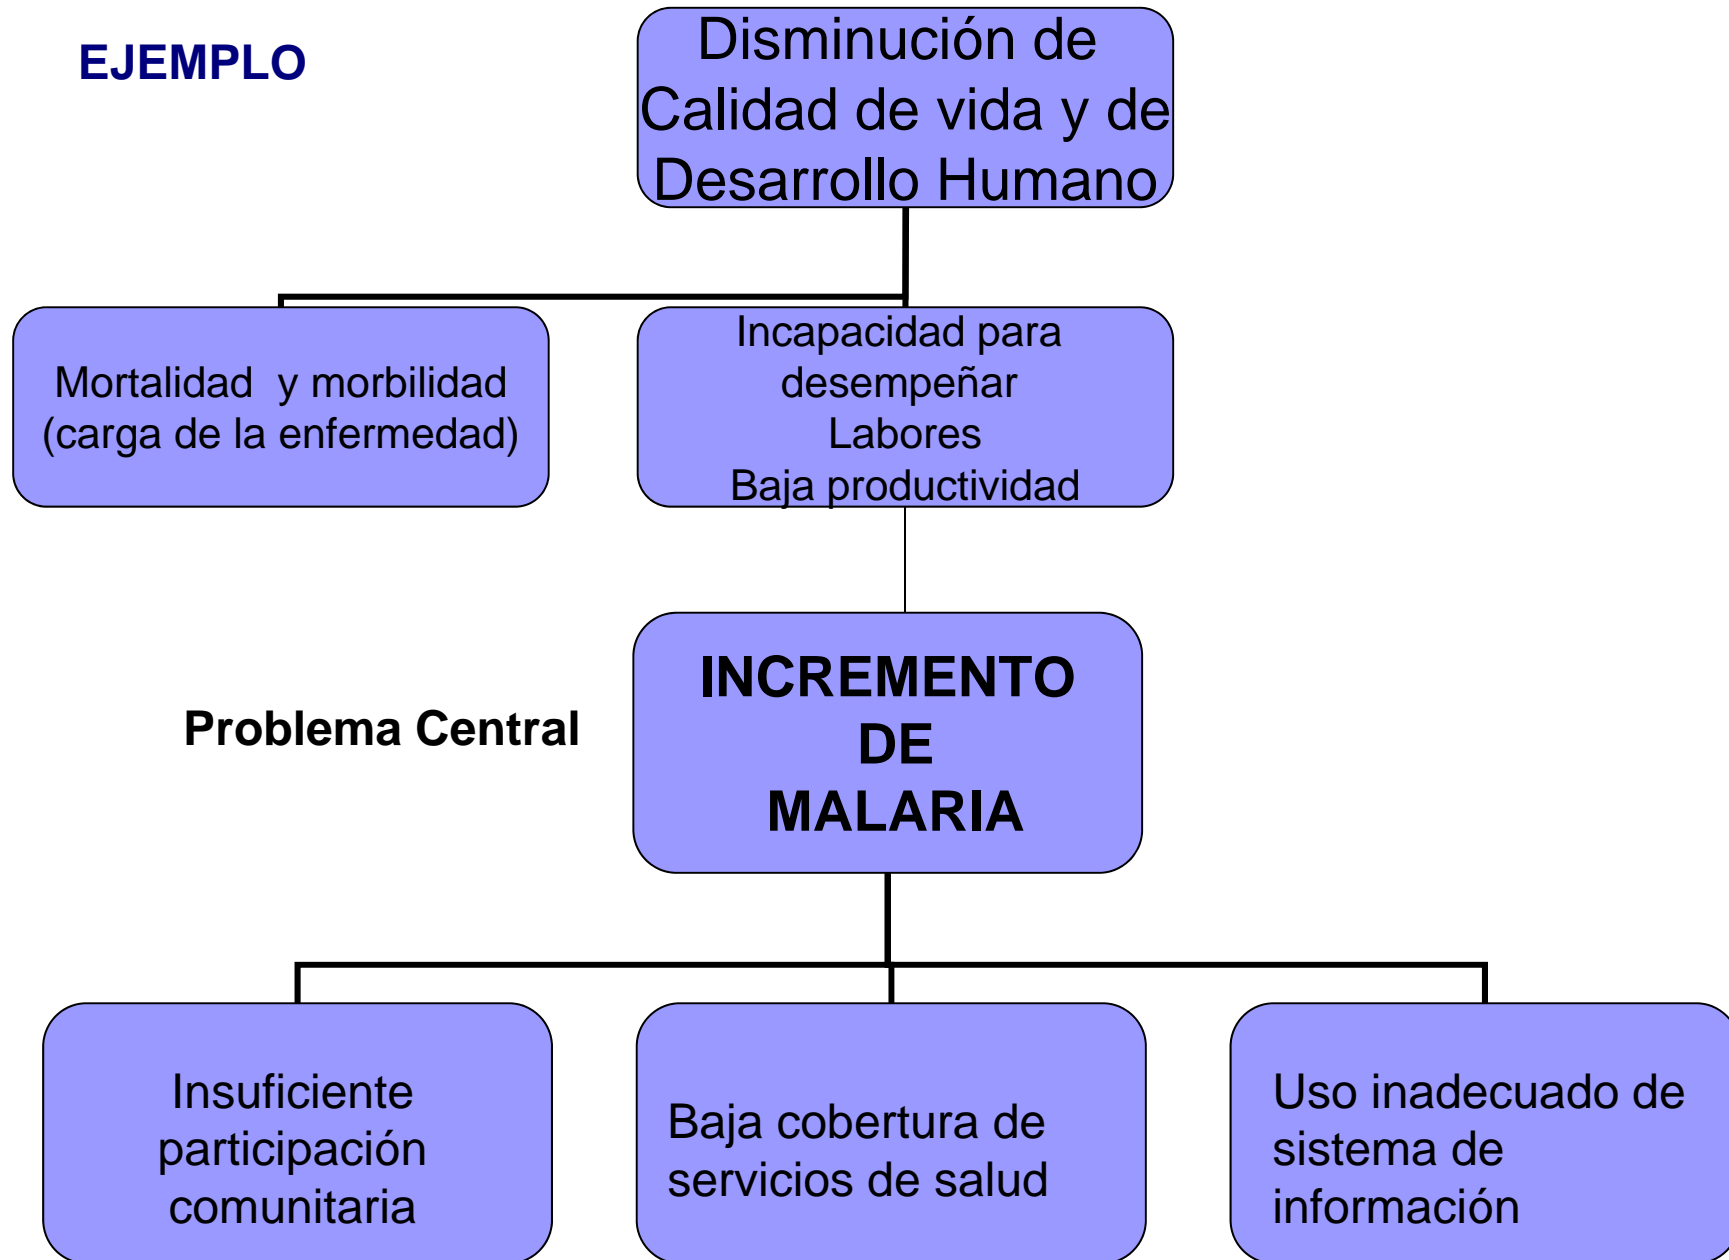 EJEMPLO
Disminución de
Calidad de vida y de
Desarrollo Humano
Mortalidad y morbilidad
(carga de la enfermedad)
Incapacidad para
desempeñar
Labores
Baja productividad
Problema Central
INCREMENTO
DE
MALARIA
Insuficiente
participación
comunitaria
Baja cobertura de
servicios de salud
Uso inadecuado de
sistema de
información